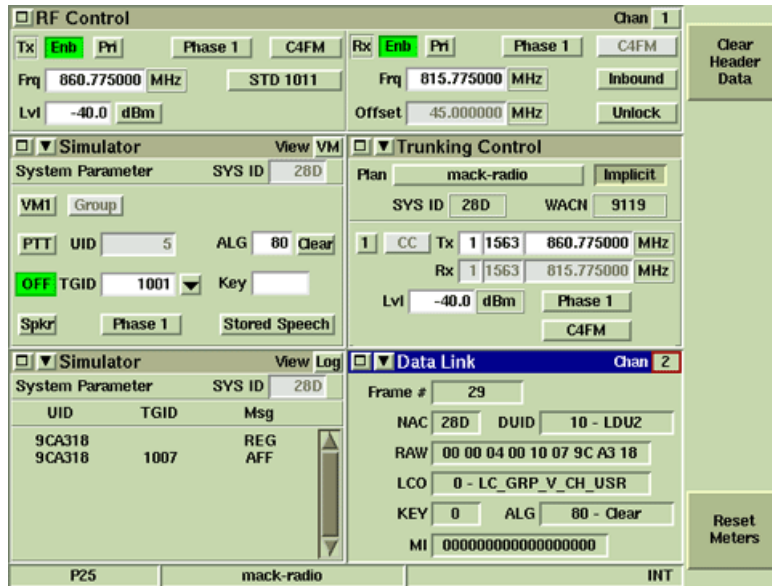 RF Control Chan 1
Tx Enb Pri Phase 1 C4FM
Frq 860.775000 MHz STD 1011
Lvl -40.0 dBm
Rx Enb Pri Phase 1 C4FM
Frq 815.775000 MHz Inbound
Offset 45.000000 MHz Unlock
Clear
Header
Data
Simulator View VM
System Parameter SYS ID 28D
VM1 Group
PTT UID 5 ALG 80 Clear
OFF TGID 1001 Key
Spkr Phase 1 Stored Speech
Trunking Control
Plan mack-radio Implicit
SYS ID 28D WACN 9119
1 CC Tx 1 1563 860.775000 MHz
Rx 1 1563 815.775000 MHz
Lvl -40.0 dBm Phase 1
C4FM
Simulator View Log
System Parameter SYS ID 28D
UID TGID Msg
9CA318 REG
9CA318 1007 AFF
Data Link Chan 2
Frame # 29
NAC 28D DUID 10 - LDU2
RAW 00 00 04 00 10 07 9C A3 18
LCO 0 - LC_GRP_V_CH_USR
KEY 0 ALG 80 - Clear
MI 000000000000000000
Reset
Meters
P25 mack-radio INT